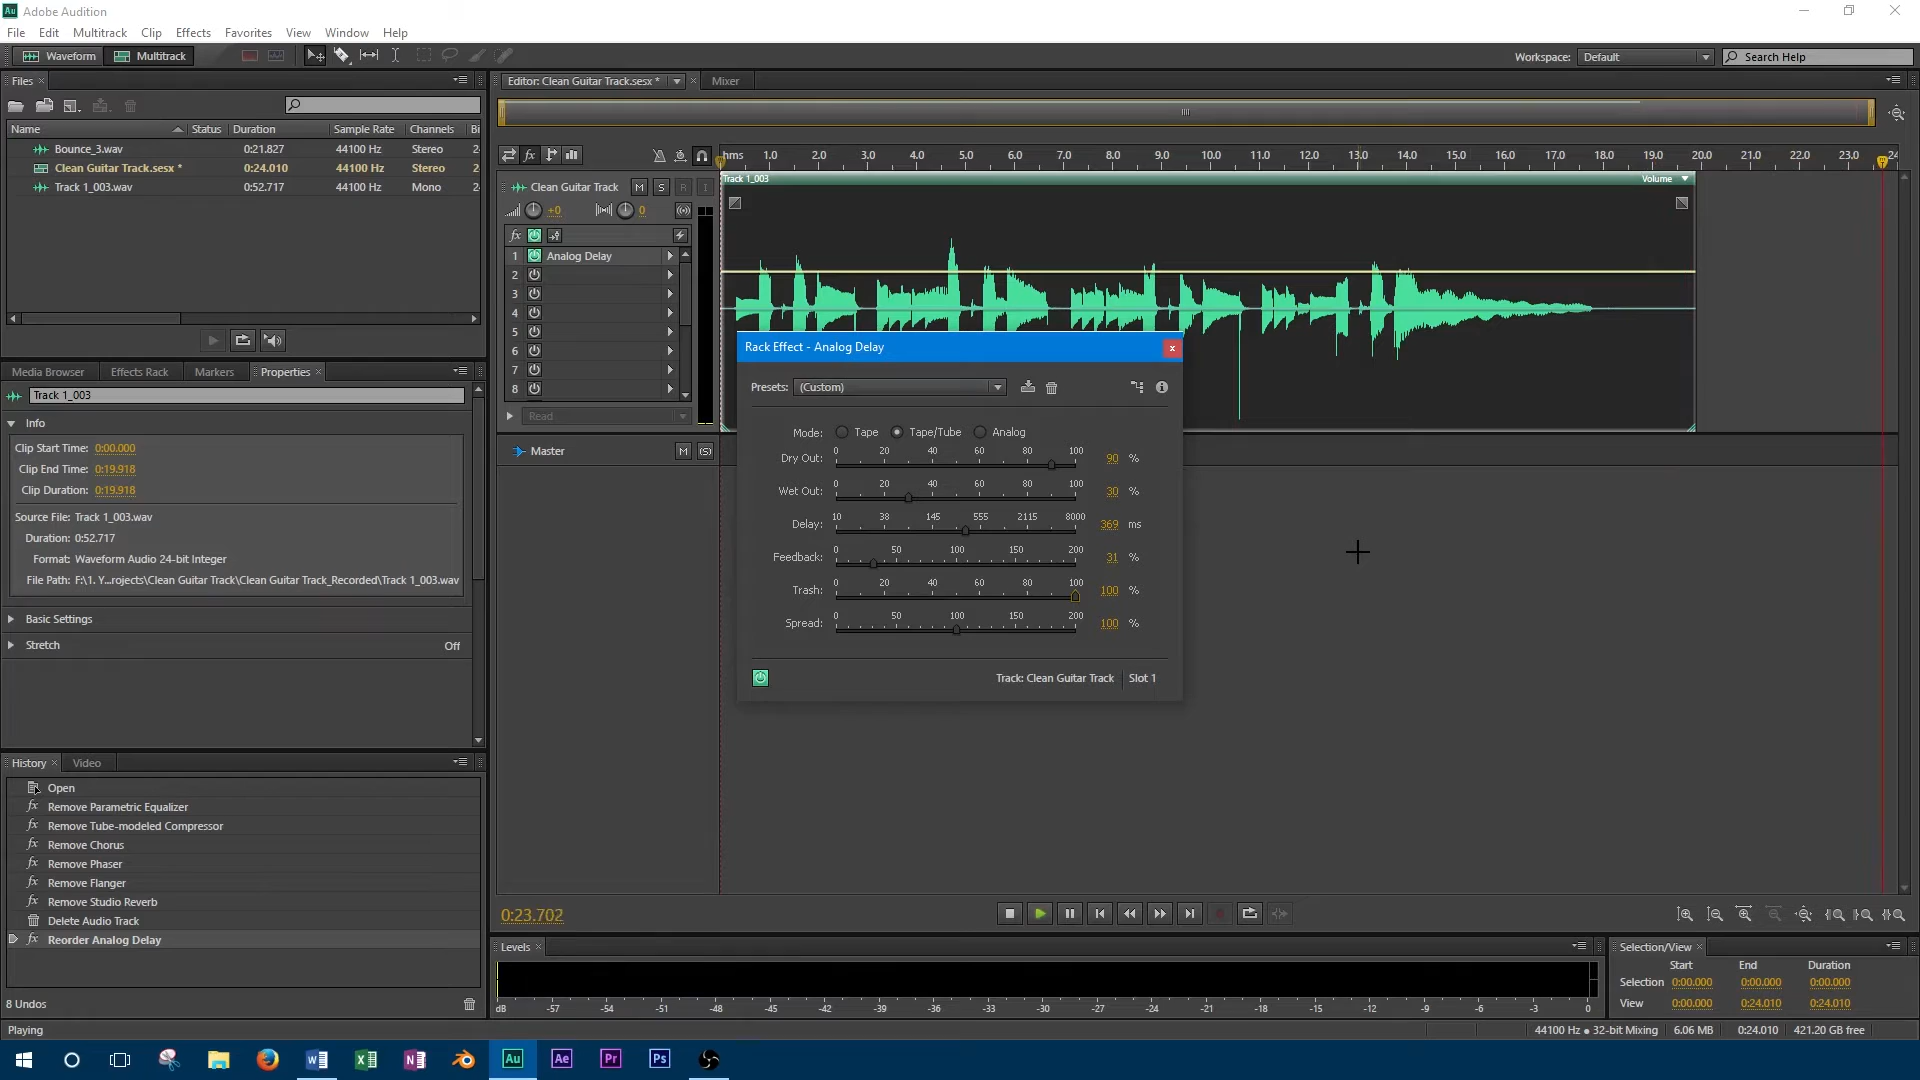 Au Adobe Audition
File Edit Multitrack Clip Effects Favorites View Window Help
Waveform Multitrack Workspace: Default Search Help
Files
Name Status Duration Sample Rate Channels Bi
Bounce_3.wav 0:21.827 44100 Hz Stereo 2
Clean Guitar Track.sesx * 0:24.010 44100 Hz Stereo 2
Track 1_003.wav 0:52.717 44100 Hz Mono 2
Media Browser Effects Rack Markers Properties
Track 1_003
Info
Clip Start Time: 0:00.000
Clip End Time: 0:19.918
Clip Duration: 0:19.918
Source File: Track 1_003.wav
Duration: 0:52.717
Format: Waveform Audio 24-bit Integer
File Path: F:\1. Y...rojects\Clean Guitar Track\Clean Guitar Track_Recorded\Track 1_003.wav
Basic Settings
Stretch Off
History Video
Open
fx Remove Parametric Equalizer
fx Remove Tube-modeled Compressor
fx Remove Chorus
fx Remove Phaser
fx Remove Flanger
fx Remove Studio Reverb
Delete Audio Track
fx Reorder Analog Delay
8 Undos
Playing
Editor: Clean Guitar Track.sesx * Mixer
fx hms 1.0 2.0 3.0 4.0 5.0 6.0 7.0 8.0 9.0 10.0 11.0 12.0 13.0 14.0 15.0 16.0 17.0 18.0 19.0 20.0 21.0 22.0 23.0 24
Clean Guitar Track M S R I
+0 0
fx
1 Analog Delay
2
3
4
5
6
7
8
Read
Master M (S)
Track 1_003 Volume
Rack Effect - Analog Delay
Presets: (Custom)
Mode: Tape Tape/Tube Analog
0 20 40 60 80 100
Dry Out: 90 %
0 20 40 60 80 100
Wet Out: 30 %
10 38 145 555 2115 8000
Delay: 369 ms
0 50 100 150 200
Feedback: 31 %
0 20 40 60 80 100
Trash: 100 %
0 50 100 150 200
Spread: 100 %
Track: Clean Guitar Track Slot 1
0:23.702
Levels
dB -57 -54 -51 -48 -45 -42 -39 -36 -33 -30 -27 -24 -21 -18 -15 -12 -9 -6 -3 0
Selection/View
Start End Duration
Selection 0:00.000 0:00.000 0:00.000
View 0:00.000 0:24.010 0:24.010
44100 Hz ● 32-bit Mixing 6.06 MB 0:24.010 421.20 GB free
Au Ae Pr Ps